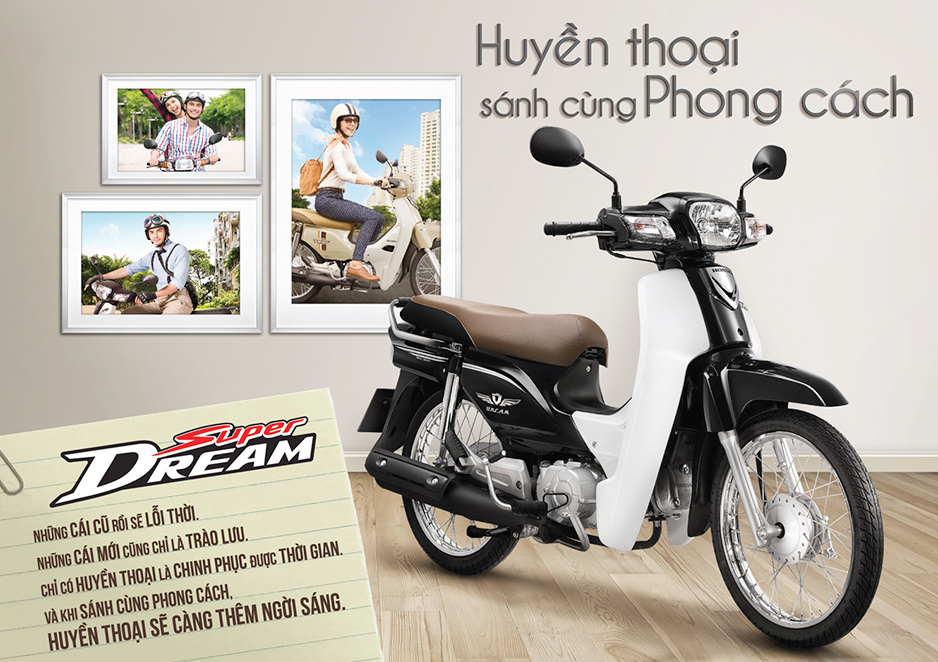 Huyền thoại
sánh cùng Phong cách
HONDA
DREAM
Super
DREAM
NHỮNG CÁI CŨ RỒI SẼ LỖI THỜI.
NHỮNG CÁI MỚI CŨNG CHỈ LÀ TRÀO LƯU.
CHỈ CÓ HUYỀN THOẠI LÀ CHINH PHỤC ĐƯỢC THỜI GIAN.
VÀ KHI SÁNH CÙNG PHONG CÁCH,
HUYỀN THOẠI SẼ CÀNG THÊM NGỜI SÁNG.